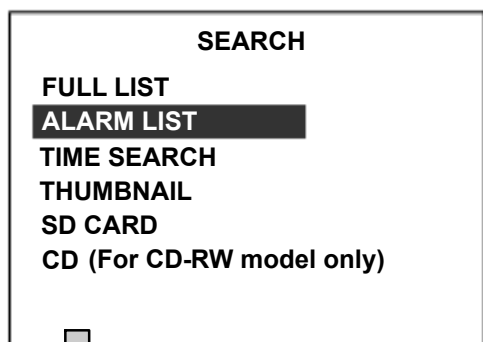 SEARCH
FULL LIST
ALARM LIST
TIME SEARCH
THUMBNAIL
SD CARD
CD (For CD-RW model only)